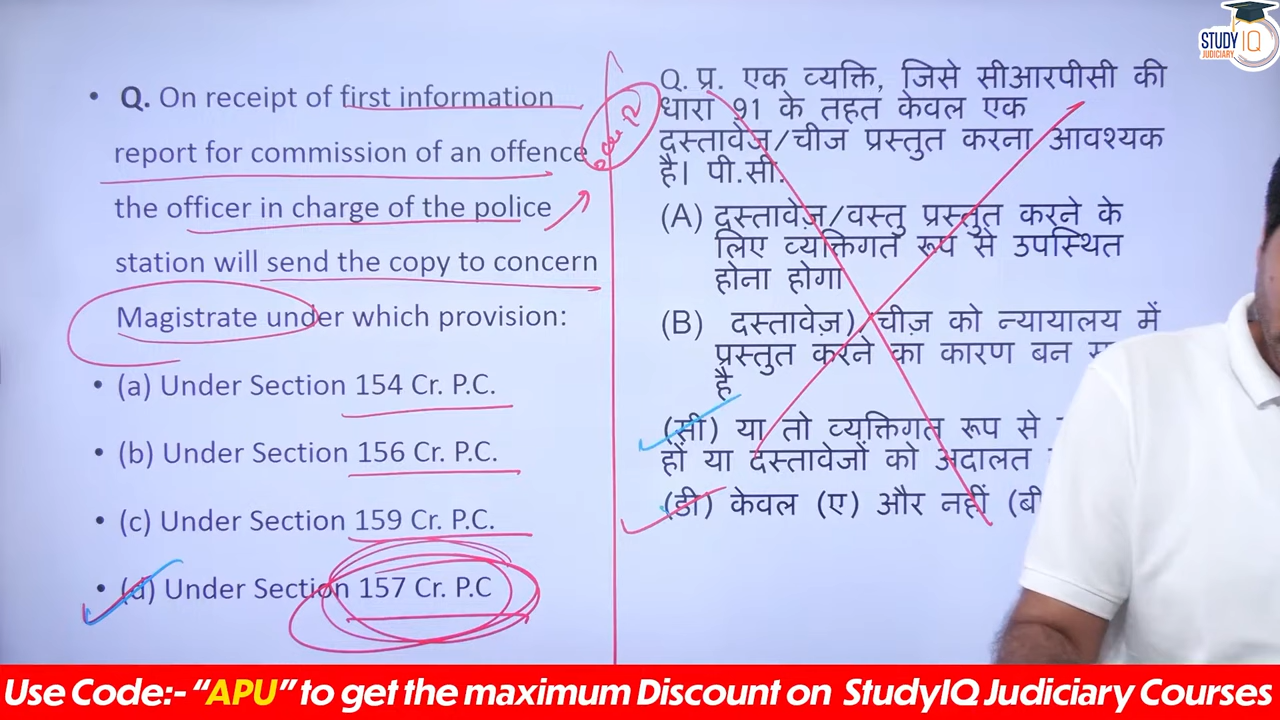 STUDY IQ
JUDICIARY
• Q. On receipt of first information
report for commission of an offence
the officer in charge of the police
station will send the copy to concern
Magistrate under which provision:
• (a) Under Section 154 Cr. P.C.
• (b) Under Section 156 Cr. P.C.
• (c) Under Section 159 Cr. P.C.
• (d) Under Section 157 Cr. P.C
Q. प्र. एक व्यक्ति, जिसे सीआरपीसी की
धारा 91 के तहत केवल एक
दस्तावेज/चीज प्रस्तुत करना आवश्यक
है। पी.सी.
(A) दस्तावेज़/वस्तु प्रस्तुत करने के
लिए व्यक्तिगत रूप से उपस्थित
होना होगा
(B) दस्तावेज़) चीज़ को न्यायालय में
प्रस्तुत करने का कारण बन
है
(सी) या तो व्यक्तिगत रूप से
हों या दस्तावेजों को अदालत
(डी) केवल (ए) और नहीं (बी
Use Code:- “APU” to get the maximum Discount on StudyIQ Judiciary Courses